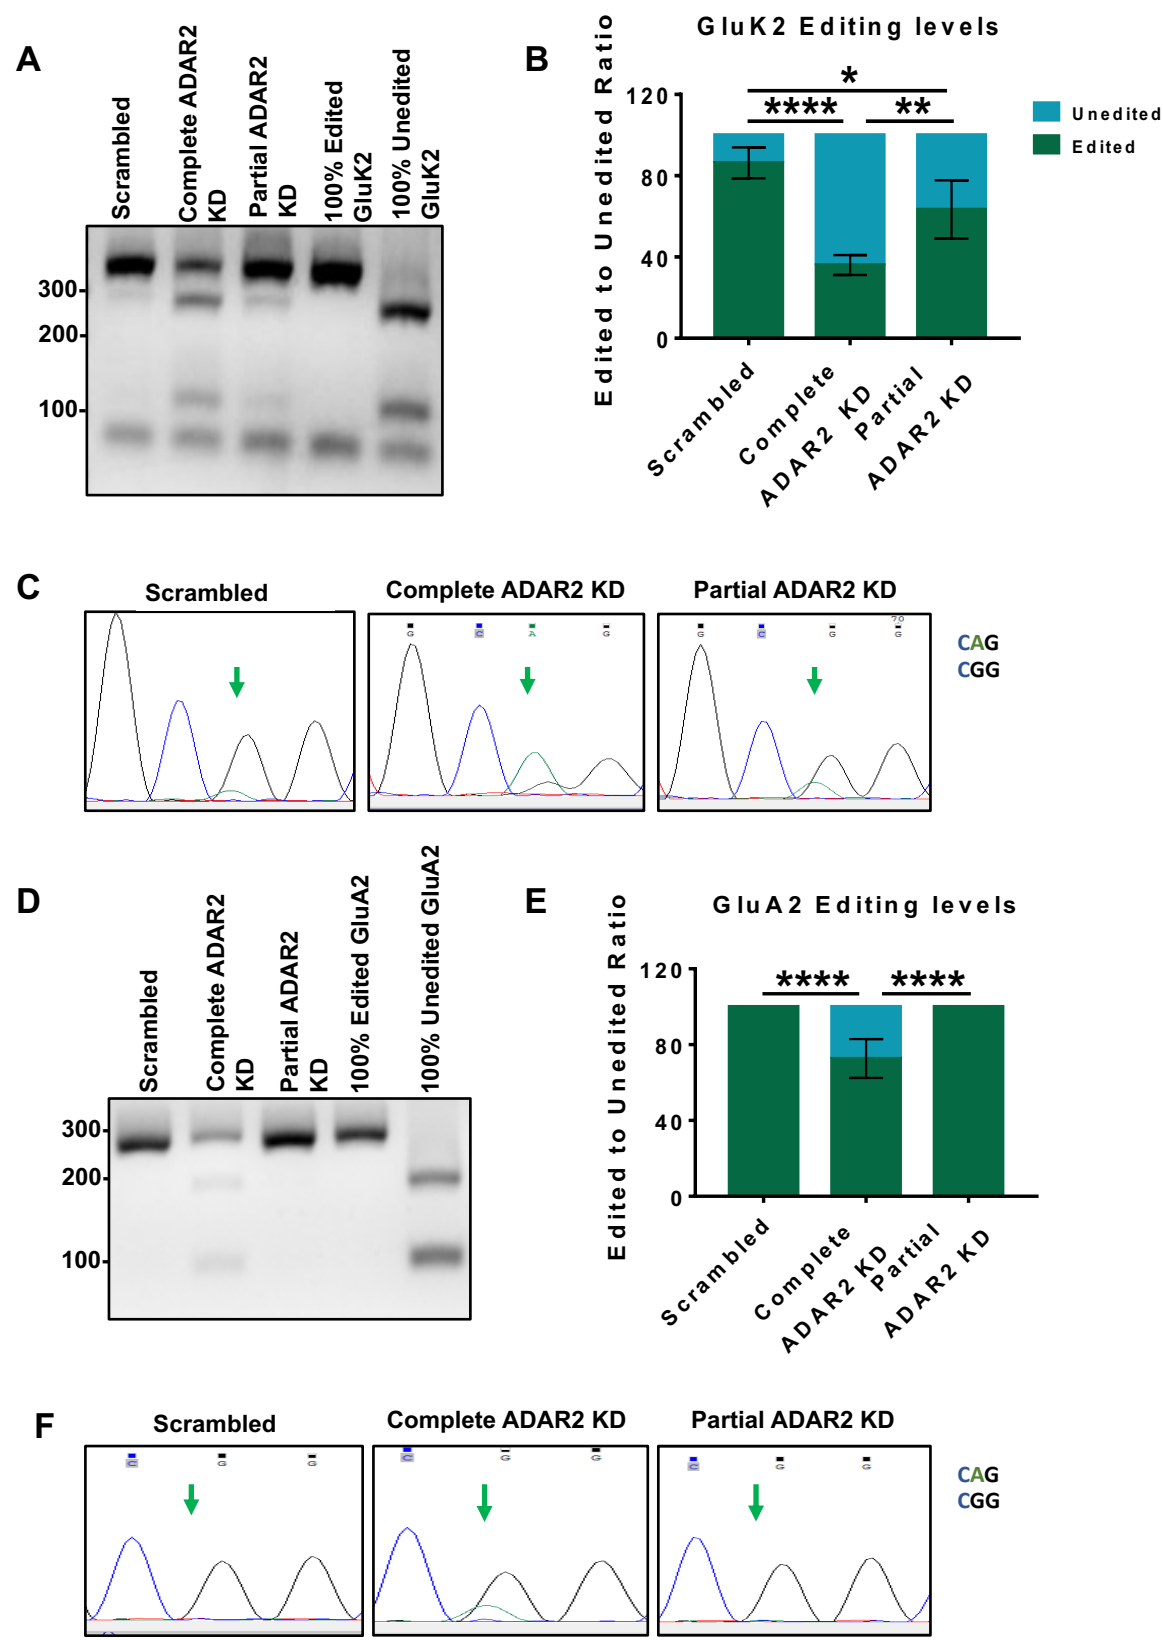 A
Scrambled
Complete ADAR2
KD
Partial ADAR2
KD
100% Edited
GluK2
100% Unedited
GluK2
300
200
100
B
GluK2 Editing levels
Edited to Unedited Ratio
120
80
40
0
*
****
**
Unedited
Edited
Scrambled
Complete
ADAR2 KD
Partial
ADAR2 KD
C
Scrambled
Complete ADAR2 KD
G C A G
Partial ADAR2 KD
70
G C G G
CAG
CGG
D
Scrambled
Complete ADAR2
KD
Partial ADAR2
KD
100% Edited GluA2
100% Unedited GluA2
300
200
100
E
GluA2 Editing levels
Edited to Unedited Ratio
120
80
40
0
****
****
Scrambled
Complete
ADAR2 KD
Partial
ADAR2 KD
F
Scrambled
C G G
Complete ADAR2 KD
C G G
Partial ADAR2 KD
C G G
CAG
CGG